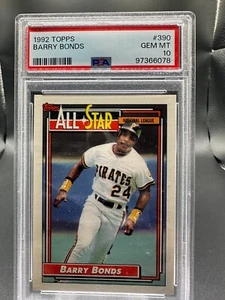 1992 TOPPS #390
BARRY BONDS GEM MT
10
PSA 97366078
TOPPS
ALL STAR
NATIONAL LEAGUE
PIRATES
24
BARRY BONDS